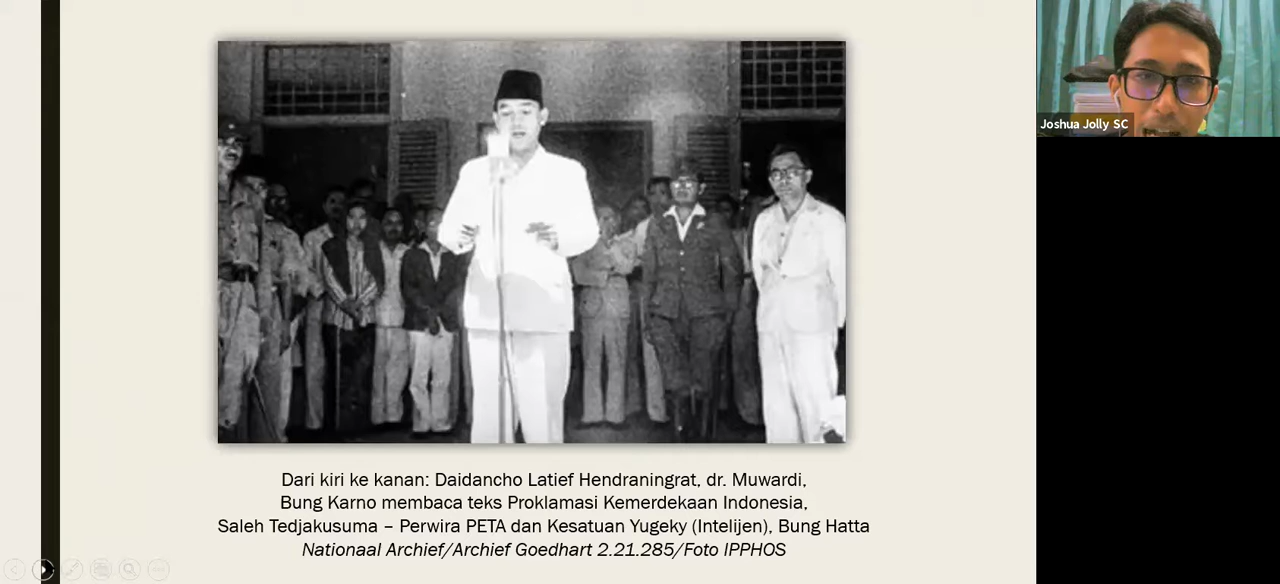 Joshua Jolly SC
Dari kiri ke kanan: Daidancho Latief Hendraningrat, dr. Muwardi,
Bung Karno membaca teks Proklamasi Kemerdekaan Indonesia,
Saleh Tedjakusuma – Perwira PETA dan Kesatuan Yugeky (Intelijen), Bung Hatta
Nationaal Archief/Archief Goedhart 2.21.285/Foto IPPHOS